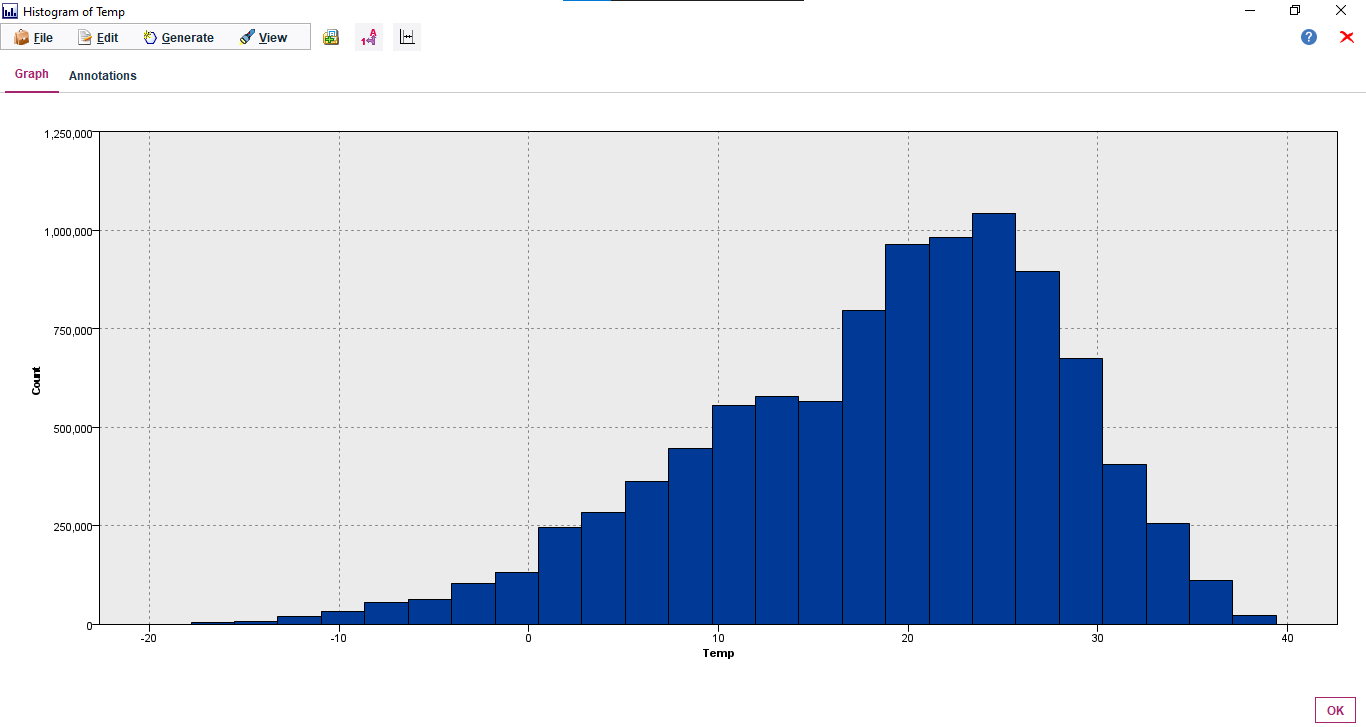 Histogram of Temp
File Edit Generate View
Graph Annotations
1,250,000
1,000,000
750,000
500,000
250,000
0
Count
-20 -10 0 10 20 30 40
Temp
OK